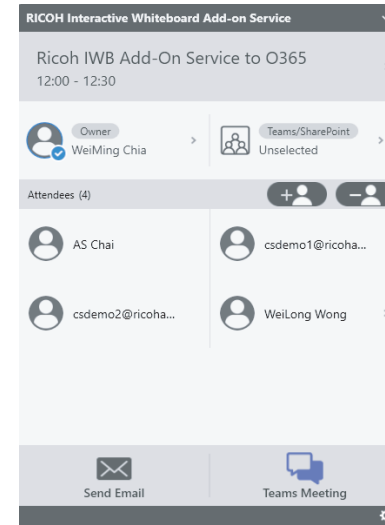 RICOH Interactive Whiteboard Add-on Service
Ricoh IWB Add-On Service to O365
12:00 - 12:30
Owner
WeiMing Chia
Teams/SharePoint
Unselected
Attendees (4)
AS Chai
csdemo1@ricoha...
csdemo2@ricoha...
WeiLong Wong
Send Email
Teams Meeting